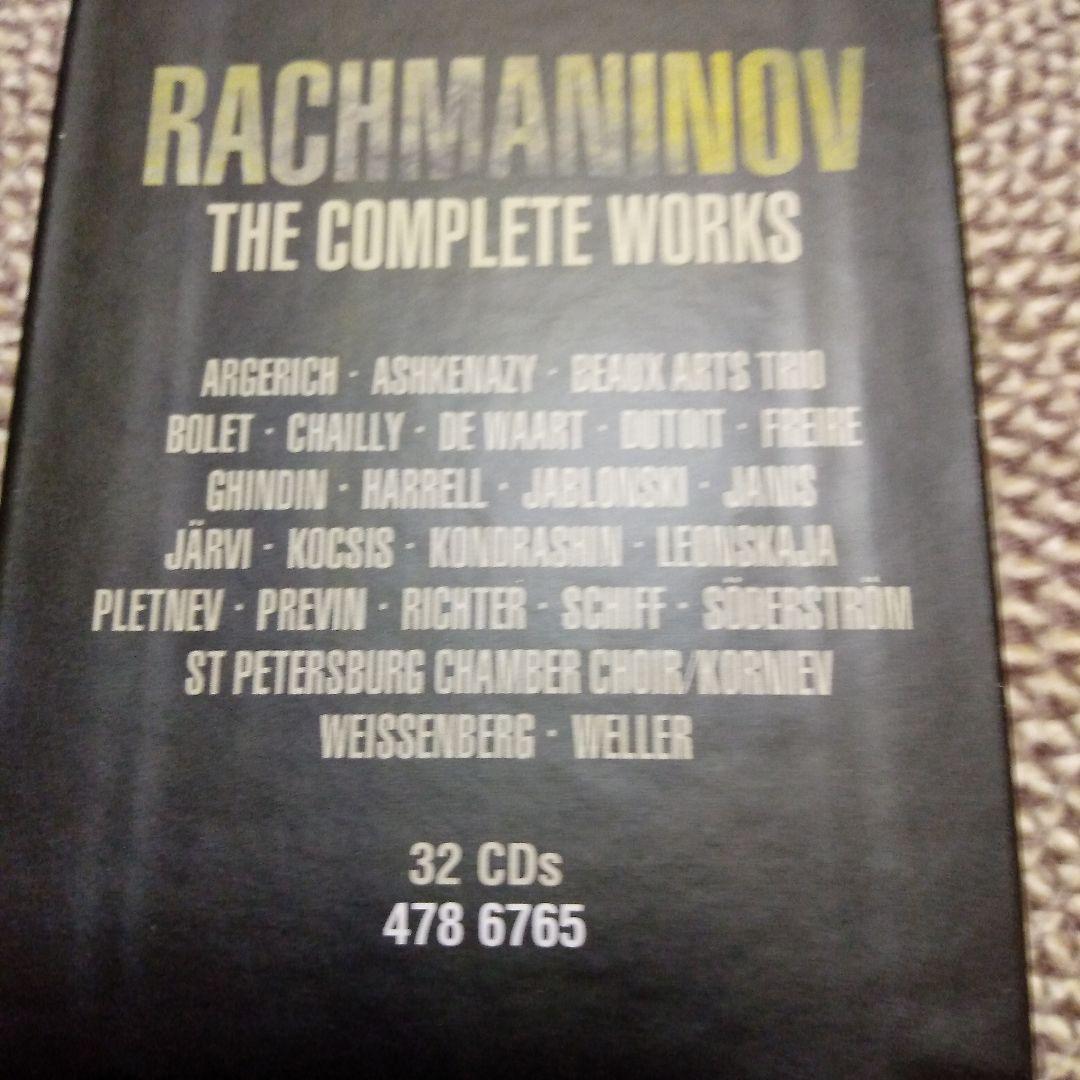 RACHMANINOV
THE COMPLETE WORKS
ARGERICH · ASHKENAZY · BEAUX ARTS TRIO
BOLET · CHAILLY · DE WAART · DUTOIT · FREIRE
GHINDIN · HARRELL · JABLONSKI · JANIS
JÄRVI · KOCSIS · KONDRASHIN · LEONSKAJA
PLETNEV · PREVIN · RICHTER · SCHIFF · SÖDERSTRÖM
ST PETERSBURG CHAMBER CHOIR/KORNIEV
WEISSENBERG · WELLER
32 CDs
478 6765